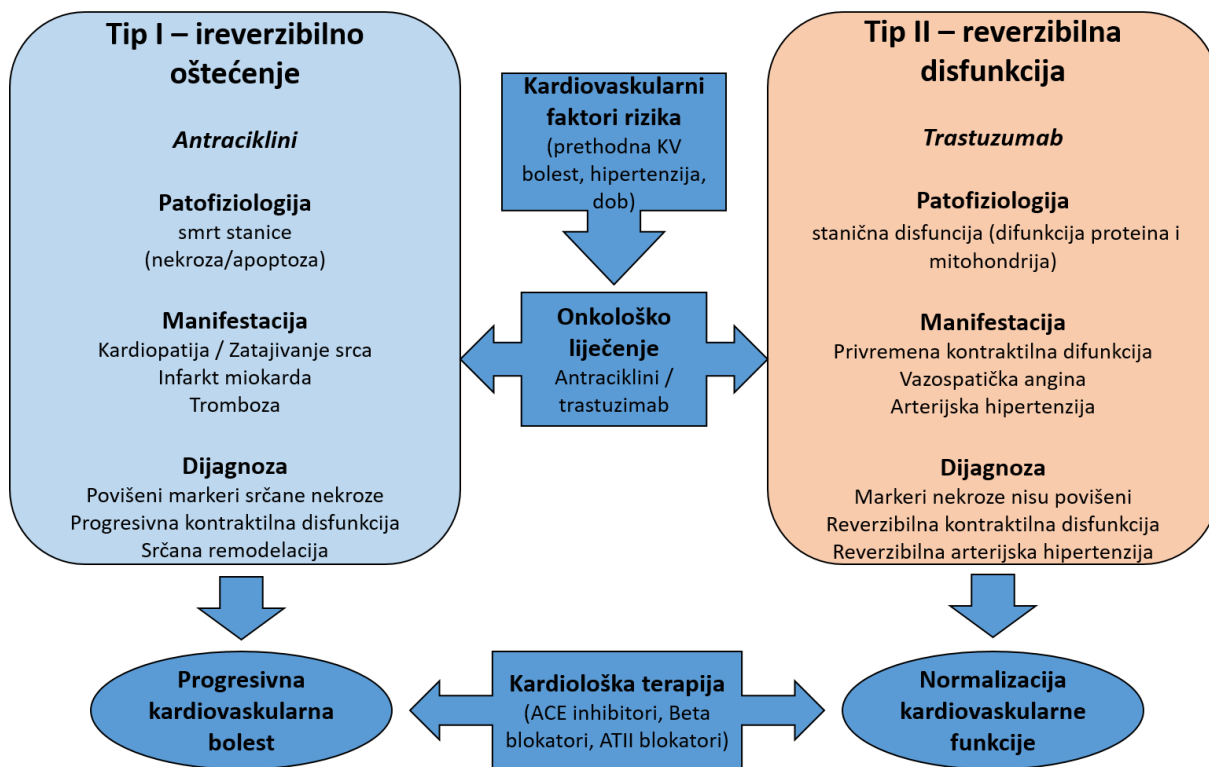 Tip I – ireverzibilno
oštećenje
Antraciklini
Patofiziologija
smrt stanice
(nekroza/apoptoza)
Manifestacija
Kardiopatija / Zatajivanje srca
Infarkt miokarda
Tromboza
Dijagnoza
Povišeni markeri srčane nekroze
Progresivna kontraktilna disfunkcija
Srčana remodelacija
Kardiovaskularni
faktori rizika
(prethodna KV
bolest, hipertenzija,
dob)
Onkološko
liječenje
Antraciklini /
trastuzimab
Tip II – reverzibilna
disfunkcija
Trastuzumab
Patofiziologija
stanična disfuncija (difunkcija proteina i
mitohondrija)
Manifestacija
Privremena kontraktilna difunkcija
Vazospatička angina
Arterijska hipertenzija
Dijagnoza
Markeri nekroze nisu povišeni
Reverzibilna kontraktilna disfunkcija
Reverzibilna arterijska hipertenzija
Progresivna
kardiovaskularna
bolest
Kardiološka terapija
(ACE inhibitori, Beta
blokatori, ATII blokatori)
Normalizacija
kardiovaskularne
funkcije